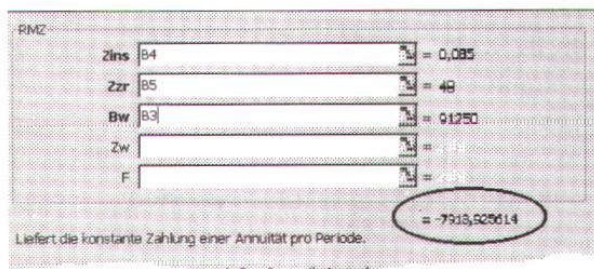 RMZ
Zins B4 = 0,085
Zzr B5 = 48
Bw B3 = 91250
Zw =
F =
= -7913,925614
Liefert die konstante Zahlung einer Annuität pro Periode.